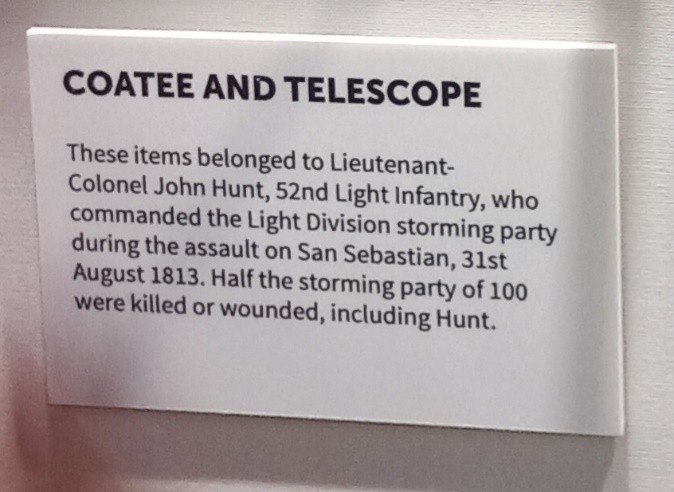 COATEE AND TELESCOPE
These items belonged to Lieutenant-
Colonel John Hunt, 52nd Light Infantry, who
commanded the Light Division storming party
during the assault on San Sebastian, 31st
August 1813. Half the storming party of 100
were killed or wounded, including Hunt.